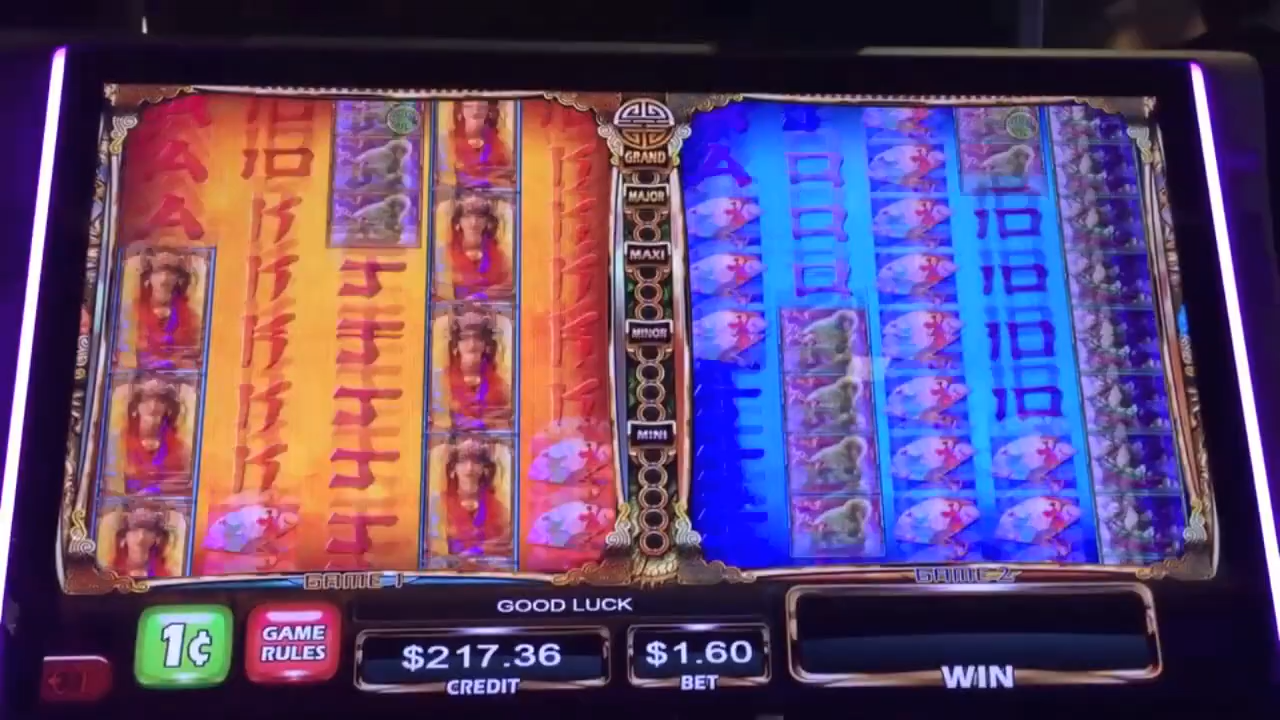 GRAND
MAJOR
MAXI
MINOR
MINI
GAME 1
GAME 2
GOOD LUCK
1¢
GAME
RULES
$217.36
CREDIT
$1.60
BET
WIN